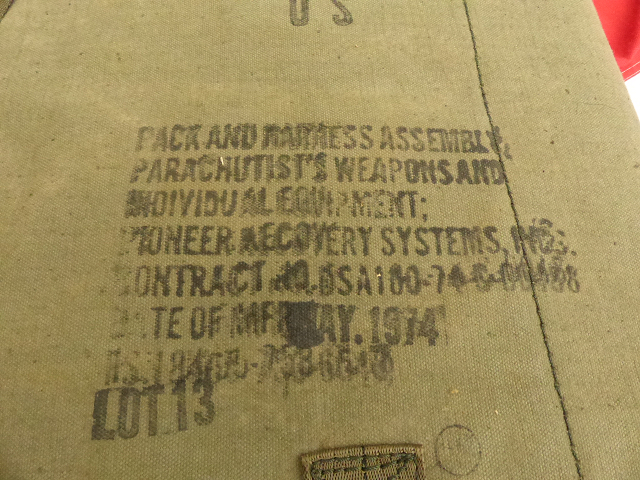 US
PACK AND HARNESS ASSEMBLY,
PARACHUTIST'S WEAPONS AND
INDIVIDUAL EQUIPMENT;
PIONEER RECOVERY SYSTEMS, INC.
CONTRACT NO. DSA100-74-C-
DATE OF MFR MAY. 1974
LOT 13